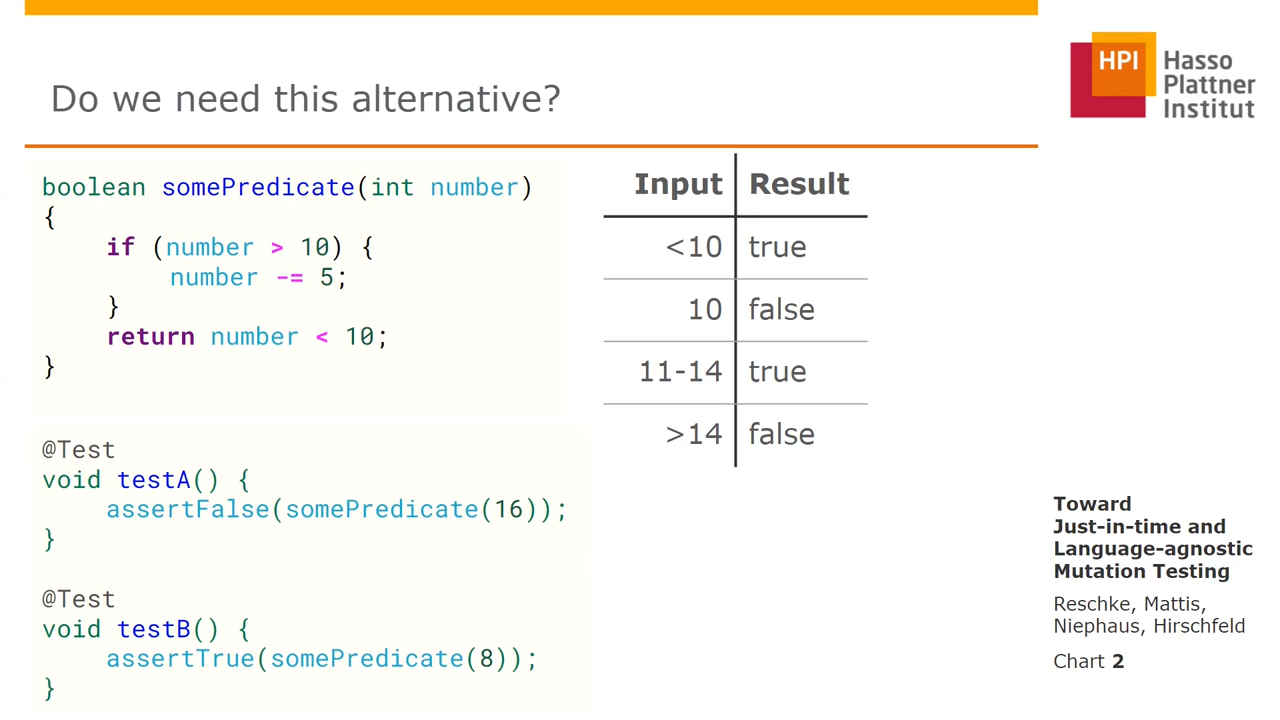 Do we need this alternative?
HPI Hasso
Plattner
Institut
boolean somePredicate(int number)
{
    if (number > 10) {
        number -= 5;
    }
    return number < 10;
}
@Test
void testA() {
    assertFalse(somePredicate(16));
}
@Test
void testB() {
    assertTrue(somePredicate(8));
}
Input Result
<10 true
10 false
11-14 true
>14 false
Toward
Just-in-time and
Language-agnostic
Mutation Testing
Reschke, Mattis,
Niephaus, Hirschfeld
Chart 2